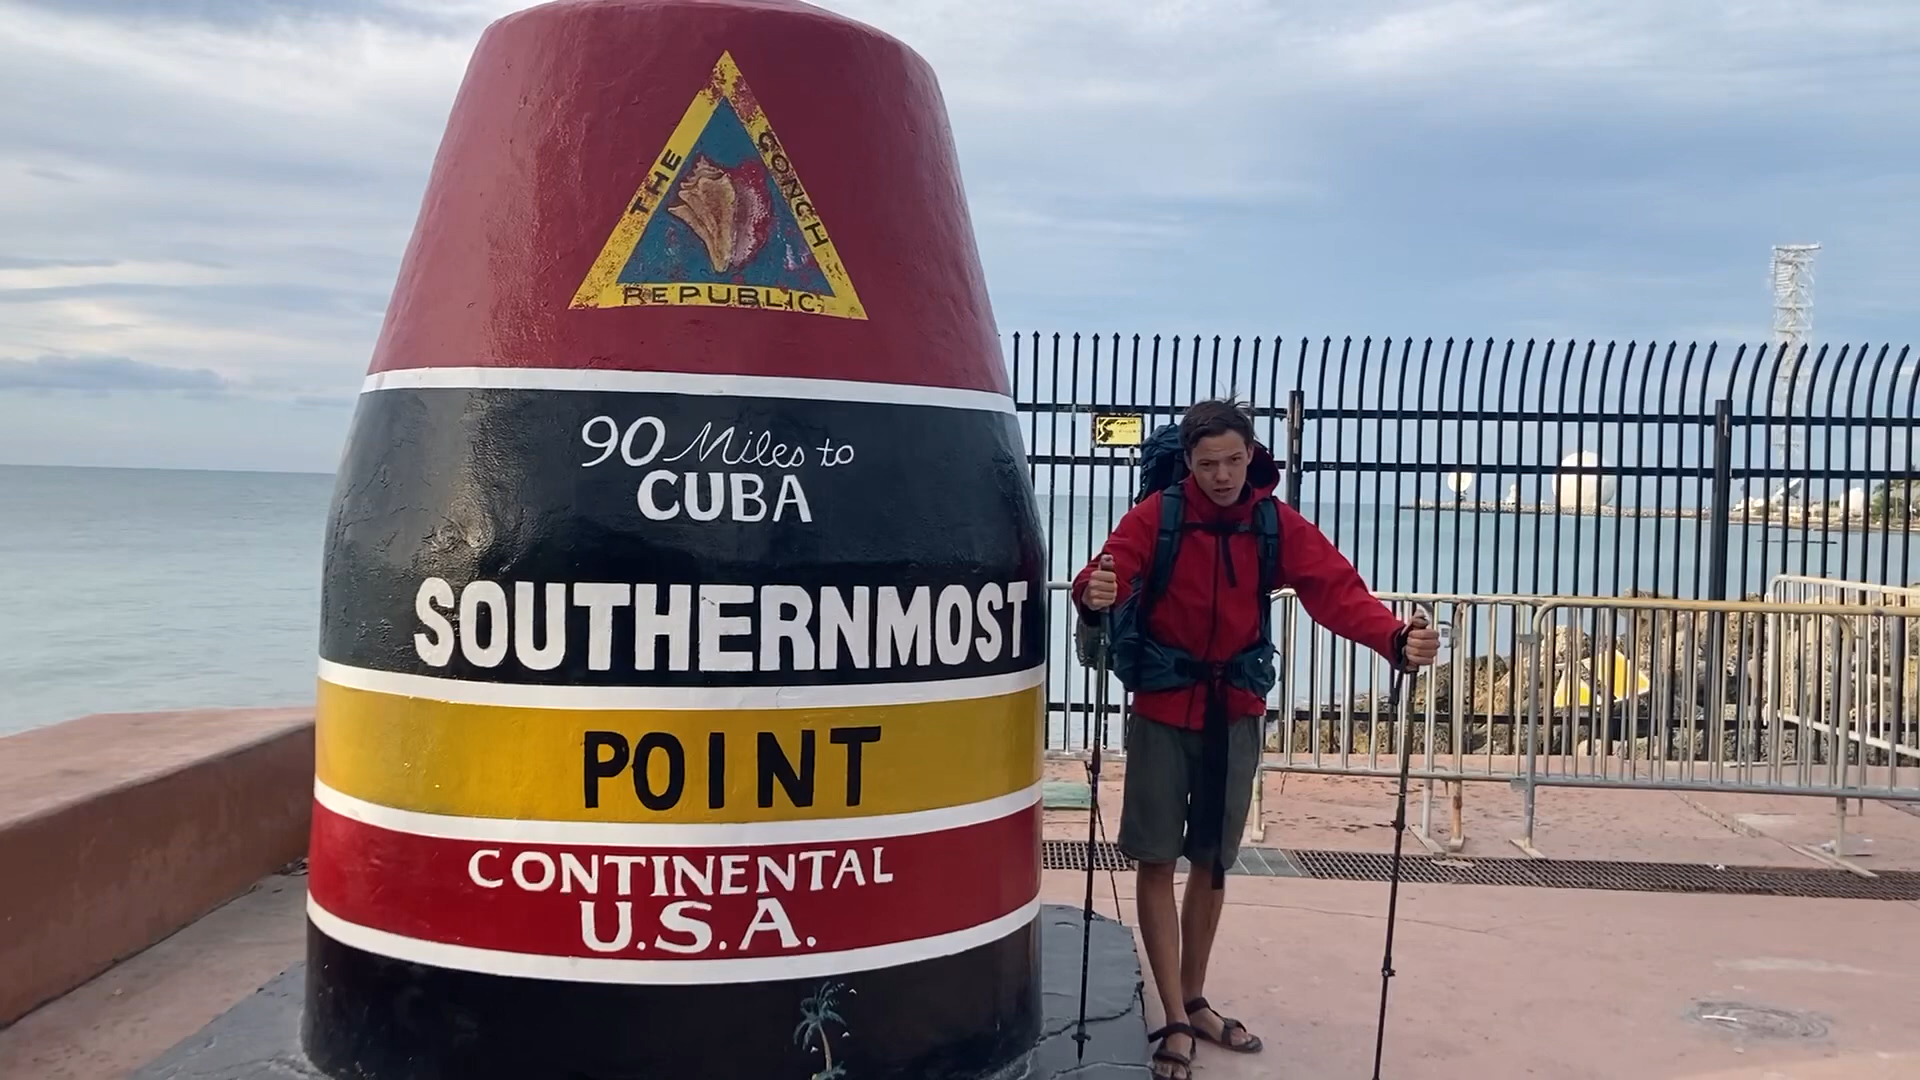 THE CONCH
REPUBLIC
90 Miles to
CUBA
SOUTHERNMOST
POINT
CONTINENTAL
U.S.A.